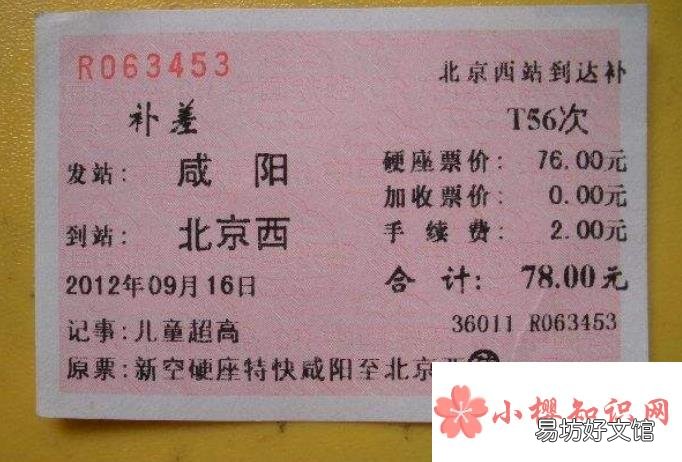 R063453
北京西站到达补
补差
T56次
发站：咸阳
硬座票价：76.00元
加收票价：0.00元
到站：北京西
手续费：2.00元
2012年09月16日
合计：78.00元
记事：儿童超高
36011 R063453
原票：新空硬座特快咸阳至北京
小樱知识网
易坊好文馆